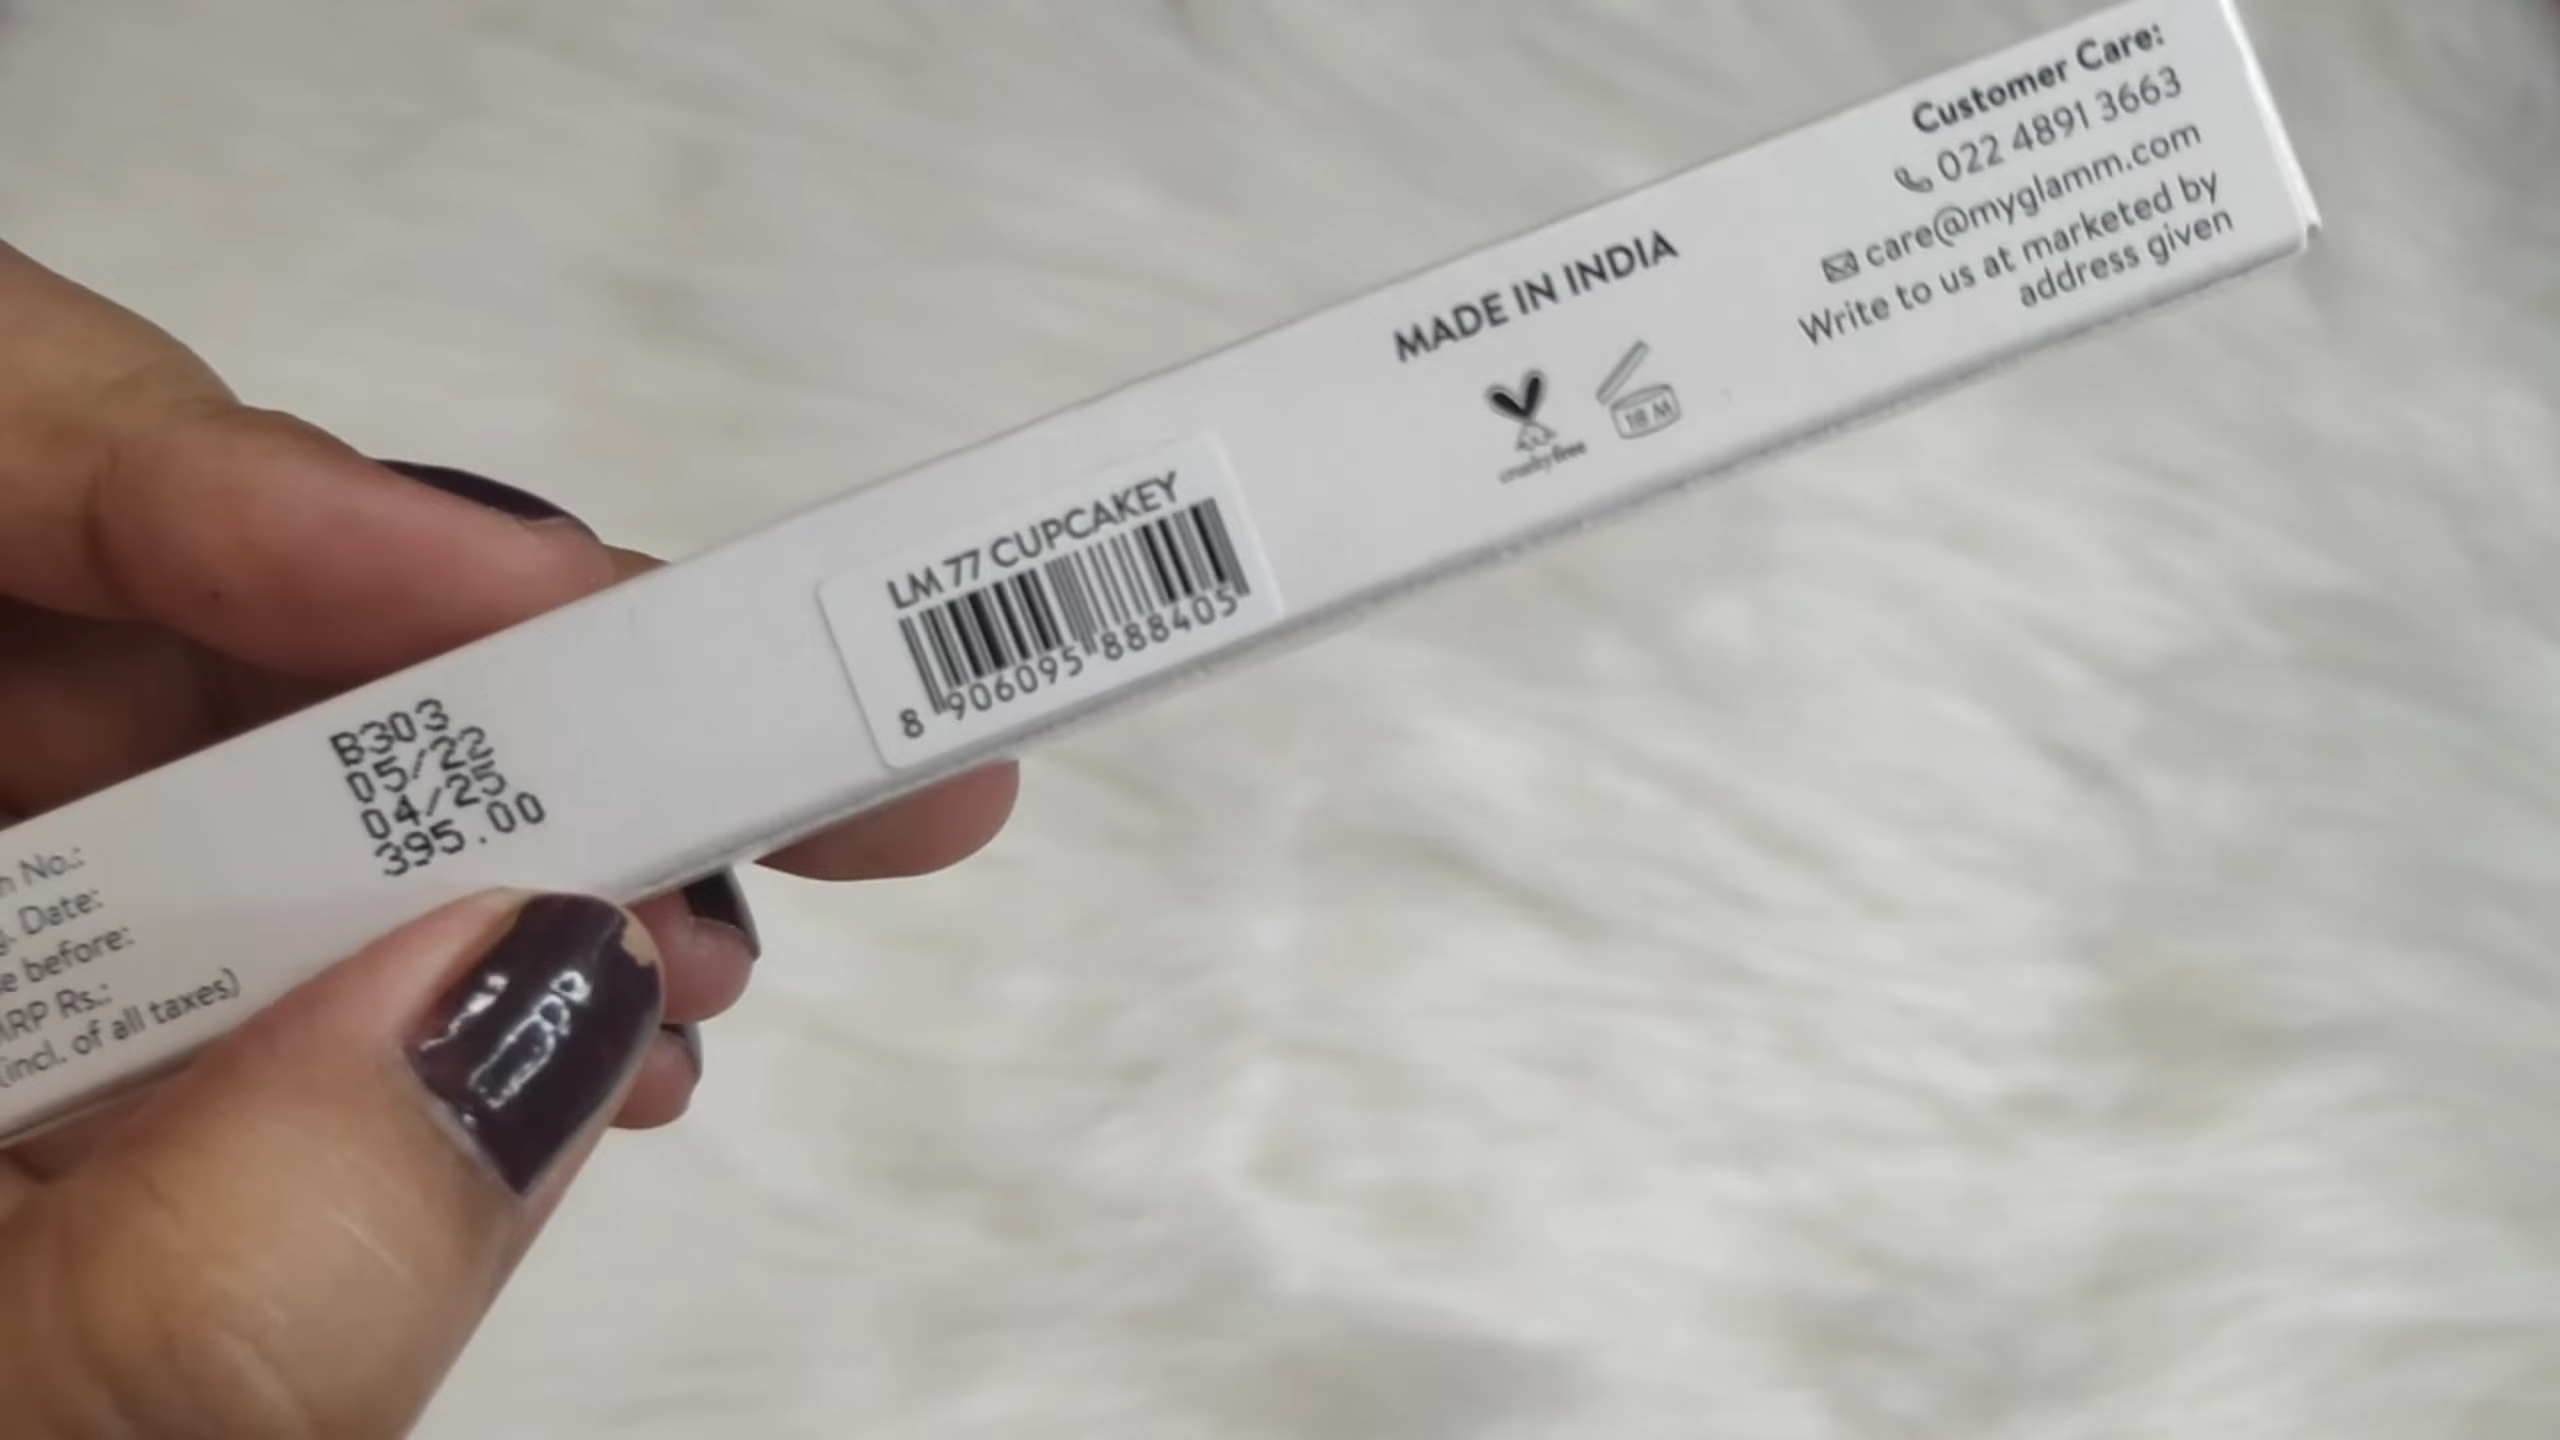 Customer Care:
022 4891 3663
care@myglamm.com
Write to us at marketed by
address given
MADE IN INDIA
cruelty free
18 M
LM 77 CUPCAKEY
8 906095 888405
B303
05/22
04/25
395.00
No.:
Date:
before:
Rs.:
(incl. of all taxes)